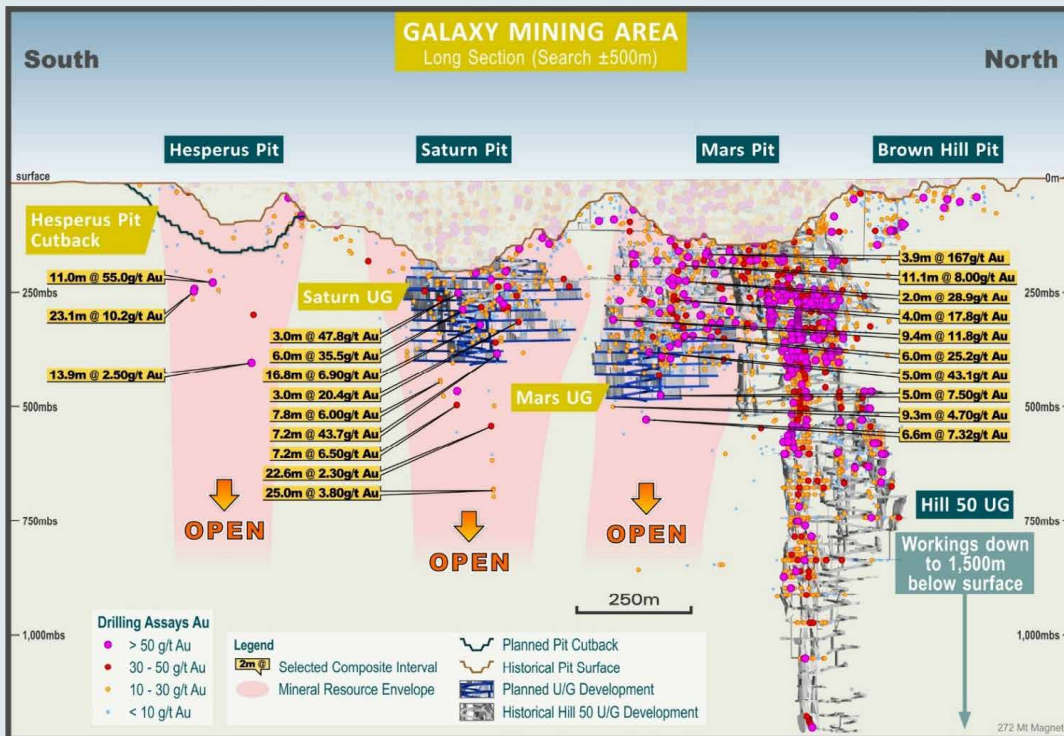 GALAXY MINING AREA
Long Section (Search ±500m)
South
North
Hesperus Pit
Saturn Pit
Mars Pit
Brown Hill Pit
surface
0m
Hesperus Pit
Cutback
11.0m @ 55.0g/t Au
250mbs
23.1m @ 10.2g/t Au
13.9m @ 2.50g/t Au
500mbs
750mbs
1,000mbs
OPEN
Saturn UG
3.0m @ 47.8g/t Au
6.0m @ 35.5g/t Au
16.8m @ 6.90g/t Au
3.0m @ 20.4g/t Au
7.8m @ 6.00g/t Au
7.2m @ 43.7g/t Au
7.2m @ 6.50g/t Au
22.6m @ 2.30g/t Au
25.0m @ 3.80g/t Au
OPEN
Mars UG
OPEN
3.9m @ 167g/t Au
11.1m @ 8.00g/t Au
2.0m @ 28.9g/t Au
4.0m @ 17.8g/t Au
9.4m @ 11.8g/t Au
6.0m @ 25.2g/t Au
5.0m @ 43.1g/t Au
5.0m @ 7.50g/t Au
9.3m @ 4.70g/t Au
6.6m @ 7.32g/t Au
250mbs
500mbs
750mbs
1,000mbs
Hill 50 UG
Workings down
to 1,500m
below surface
250m
Drilling Assays Au
> 50 g/t Au
30 - 50 g/t Au
10 - 30 g/t Au
< 10 g/t Au
Legend
2m @
Selected Composite Interval
Mineral Resource Envelope
Planned Pit Cutback
Historical Pit Surface
Planned U/G Development
Historical Hill 50 U/G Development
272 Mt Magnet